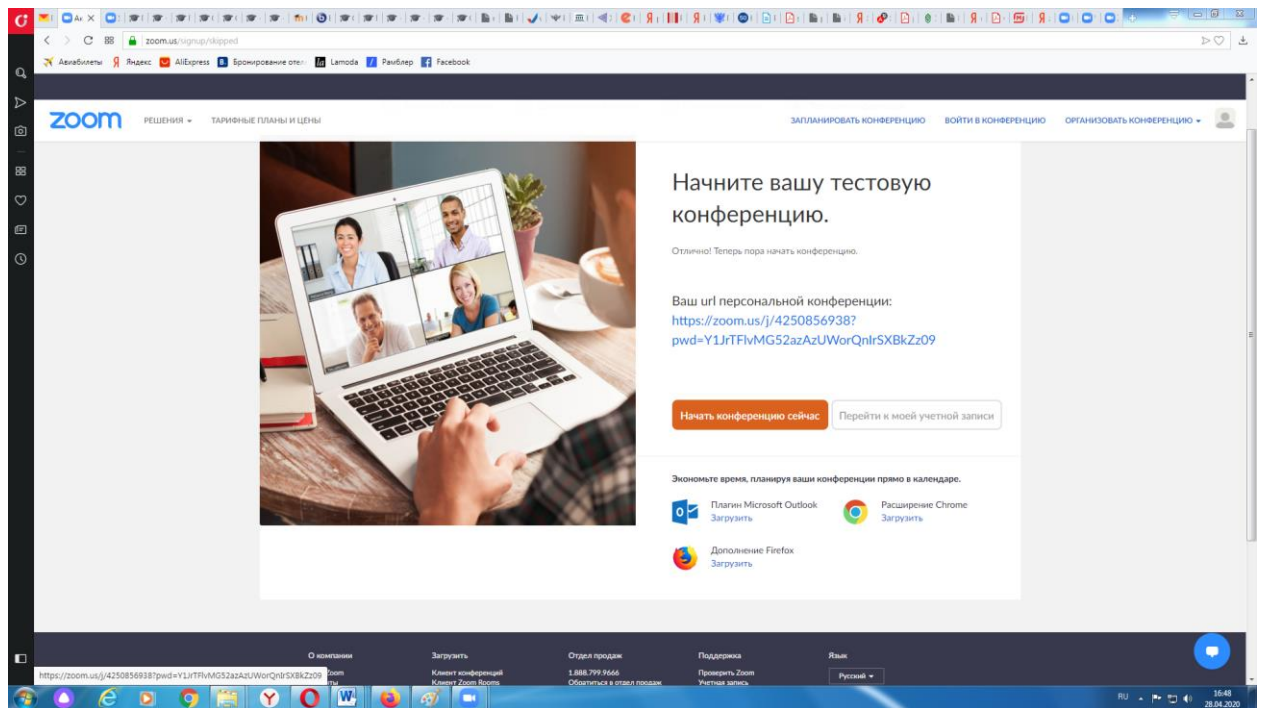 zoom.us/signup/skipped
Авиабилеты Яндекс AliExpress Бронирование отел Lamoda Рамблер Facebook
zoom РЕШЕНИЯ ТАРИФНЫЕ ПЛАНЫ И ЦЕНЫ ЗАПЛАНИРОВАТЬ КОНФЕРЕНЦИЮ ВОЙТИ В КОНФЕРЕНЦИЮ ОРГАНИЗОВАТЬ КОНФЕРЕНЦИЮ
Начните вашу тестовую
конференцию.
Отлично! Теперь пора начать конференцию.
Ваш url персональной конференции:
https://zoom.us/j/4250856938?
pwd=Y1JrTFlvMG52azAzUWorQnlrSXBkZz09
Начать конференцию сейчас Перейти к моей учетной записи
Экономьте время, планируя ваши конференции прямо в календаре.
Плагин Microsoft Outlook Расширение Chrome
Загрузить Загрузить
Дополнение Firefox
Загрузить
О компании Загрузить Отдел продаж Поддержка Язык
Клиент конференций 1.888.799.9666 Проверить Zoom Русский
Клиент Zoom Rooms Обратиться в отдел продаж Учетная запись
https://zoom.us/j/4250856938?pwd=Y1JrTFlvMG52azAzUWorQnlrSXBkZz09
RU 16:48
28.04.2020